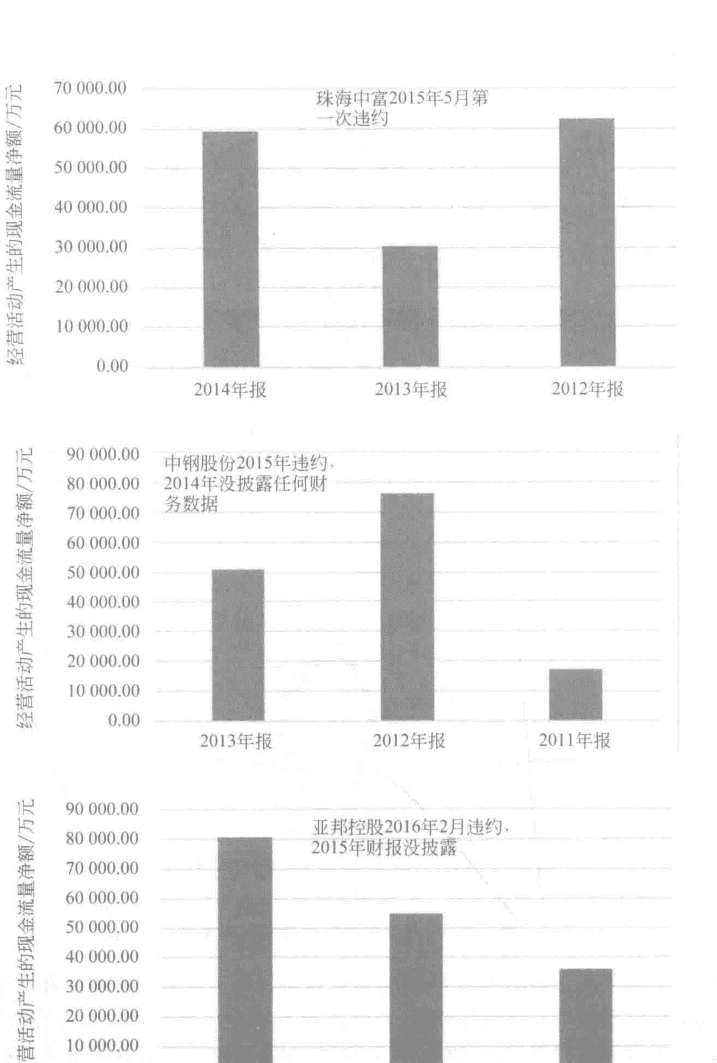 经营活动产生的现金流量净额/万元
70 000.00
60 000.00
50 000.00
40 000.00
30 000.00
20 000.00
10 000.00
0.00
珠海中富2015年5月第
一次违约
2014年报
2013年报
2012年报
经营活动产生的现金流量净额/万元
90 000.00
80 000.00
70 000.00
60 000.00
50 000.00
40 000.00
30 000.00
20 000.00
10 000.00
0.00
中钢股份2015年违约,
2014年没披露任何财
务数据
2013年报
2012年报
2011年报
营活动产生的现金流量净额/万元
90 000.00
80 000.00
70 000.00
60 000.00
50 000.00
40 000.00
30 000.00
20 000.00
10 000.00
亚邦控股2016年2月违约,
2015年财报没披露